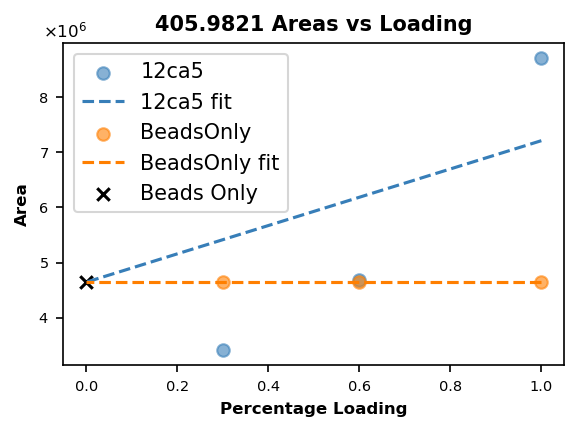 405.9821 Areas vs Loading
×10⁶
12ca5
12ca5 fit
BeadsOnly
BeadsOnly fit
Beads Only
8
7
6
5
4
Area
0.0 0.2 0.4 0.6 0.8 1.0
Percentage Loading